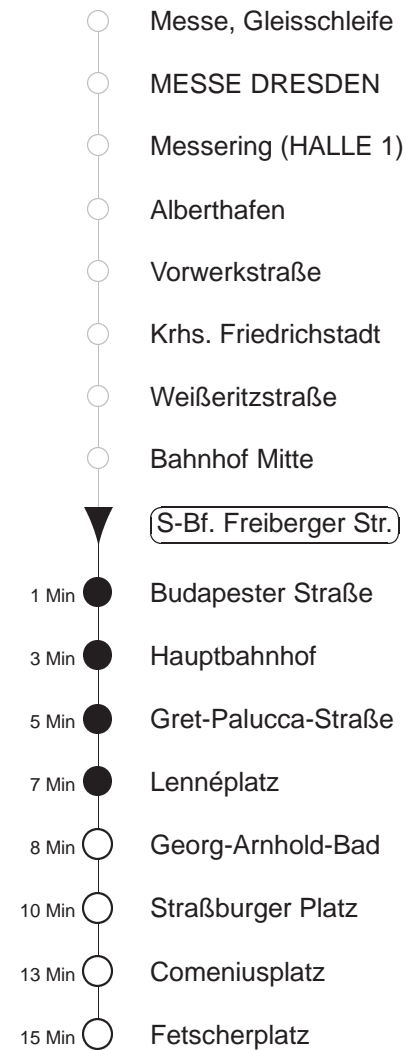 Messe, Gleisschleife
MESSE DRESDEN
Messering (HALLE 1)
Alberthafen
Vorwerkstraße
Krhs. Friedrichstadt
Weißeritzstraße
Bahnhof Mitte
S-Bf. Freiberger Str.
1 Min Budapester Straße
3 Min Hauptbahnhof
5 Min Gret-Palucca-Straße
7 Min Lennéplatz
8 Min Georg-Arnhold-Bad
10 Min Straßburger Platz
13 Min Comeniusplatz
15 Min Fetscherplatz